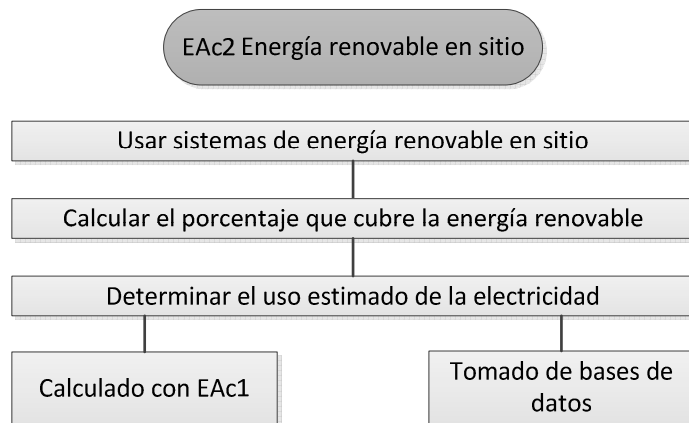 EAc2 Energía renovable en sitio
Usar sistemas de energía renovable en sitio
Calcular el porcentaje que cubre la energía renovable
Determinar el uso estimado de la electricidad
Calculado con EAc1
Tomado de bases de
datos